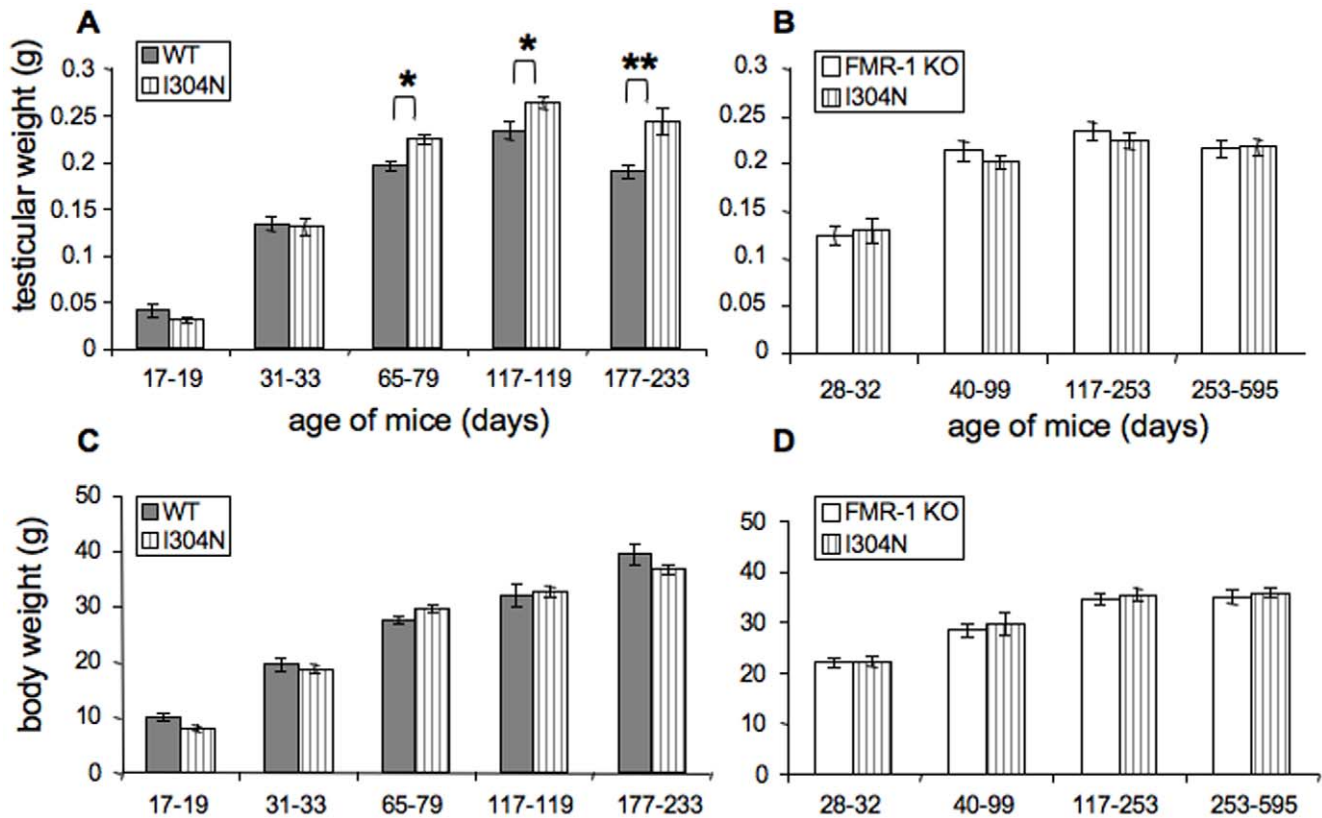 A
testicular weight (g)
WT
I304N
0.3
0.25
0.2
0.15
0.1
0.05
0
*
*
**
17-19 31-33 65-79 117-119 177-233
age of mice (days)
B
FMR-1 KO
I304N
0.3
0.25
0.2
0.15
0.1
0.05
0
28-32 40-99 117-253 253-595
age of mice (days)
C
body weight (g)
WT
I304N
50
40
30
20
10
0
17-19 31-33 65-79 117-119 177-233
D
FMR-1 KO
I304N
50
40
30
20
10
0
28-32 40-99 117-253 253-595